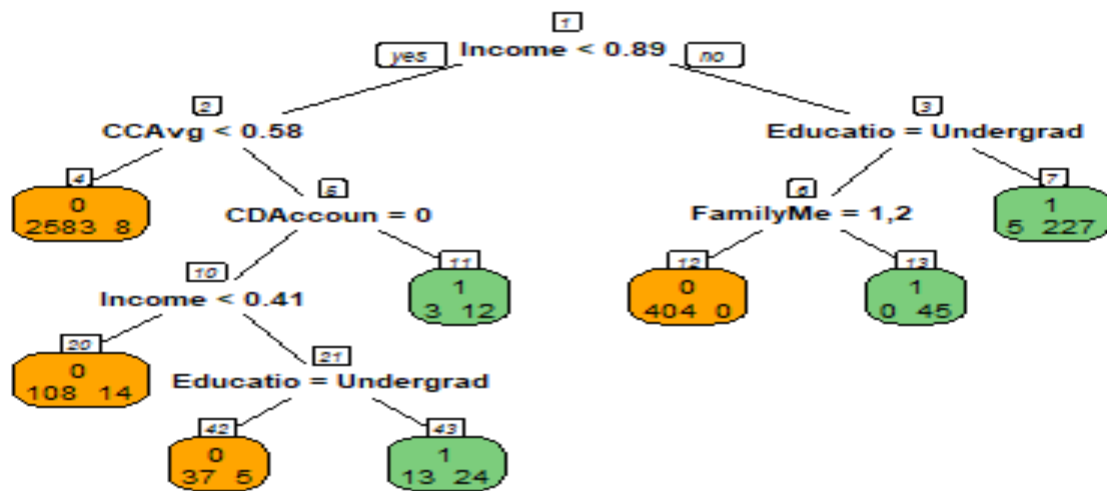 1
yes Income < 0.89 no
2 3
CCAvg < 0.58 Educatio = Undergrad
4 5 6 7
0 CDAccoun = 0 FamilyMe = 1,2 1
2583 8 5 227
10 11 12 13
Income < 0.41 1 0 1
3 12 404 0 0 45
20 21
0 Educatio = Undergrad
108 14
42 43
0 1
37 5 13 24